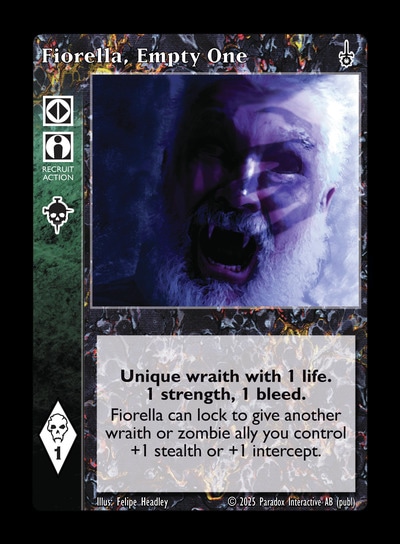 Fiorella, Empty One
RECRUIT
ACTION
Unique wraith with 1 life.
1 strength, 1 bleed.
Fiorella can lock to give another
wraith or zombie ally you control
+1 stealth or +1 intercept.
1
Illus: Felipe Headley
© 2025 Paradox Interactive AB (publ)